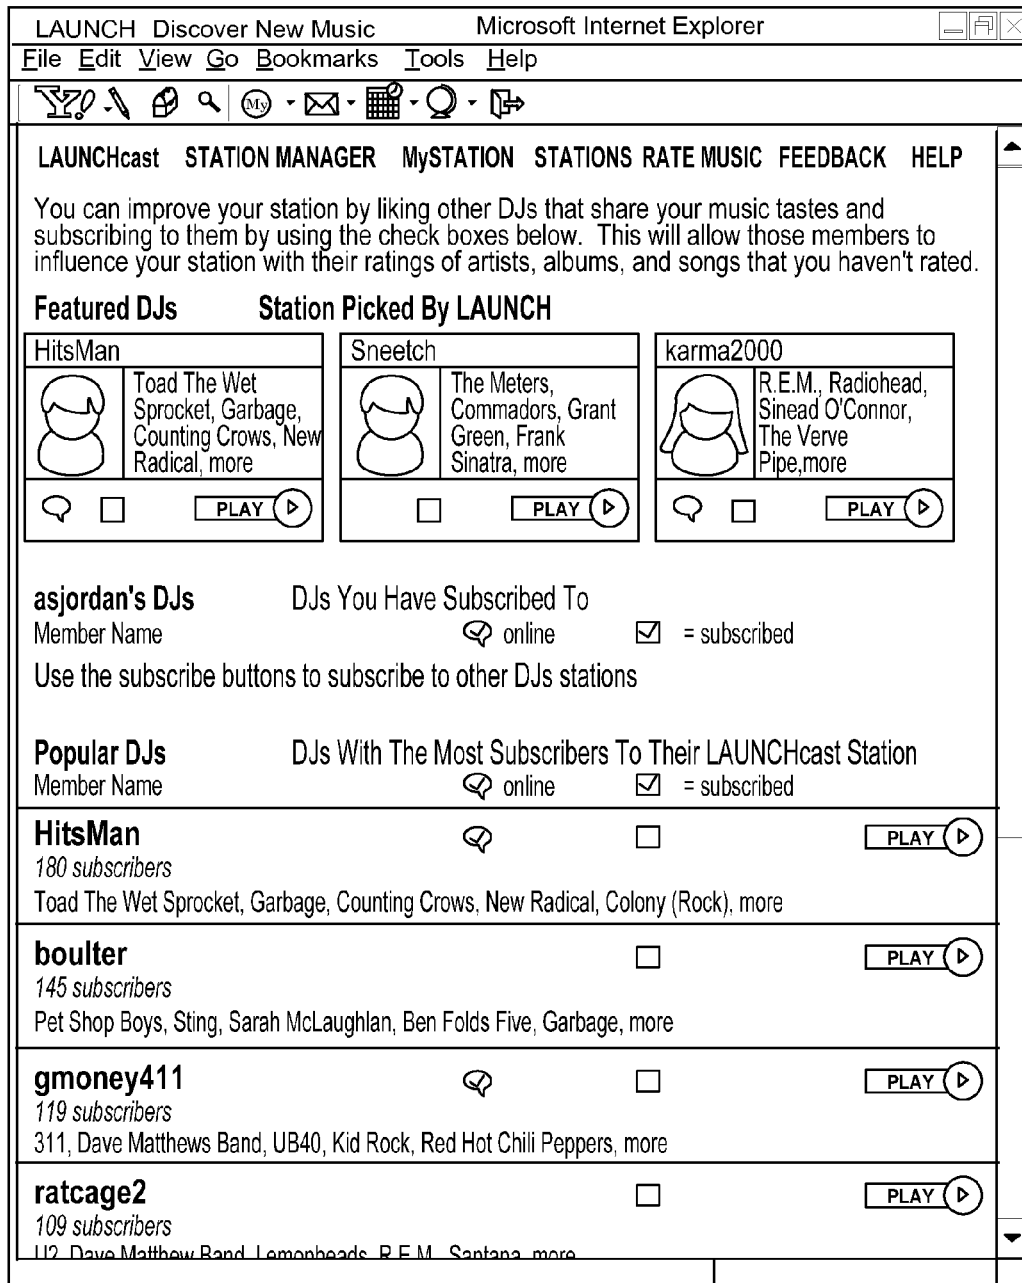 LAUNCH Discover New Music Microsoft Internet Explorer
File Edit View Go Bookmarks Tools Help
Y! My
LAUNCHcast STATION MANAGER MySTATION STATIONS RATE MUSIC FEEDBACK HELP
You can improve your station by liking other DJs that share your music tastes and
subscribing to them by using the check boxes below. This will allow those members to
influence your station with their ratings of artists, albums, and songs that you haven't rated.
Featured DJs Station Picked By LAUNCH
HitsMan
Toad The Wet
Sprocket, Garbage,
Counting Crows, New
Radical, more
PLAY
Sneetch
The Meters,
Commadors, Grant
Green, Frank
Sinatra, more
PLAY
karma2000
R.E.M., Radiohead,
Sinead O'Connor,
The Verve
Pipe,more
PLAY
asjordan's DJs DJs You Have Subscribed To
Member Name online = subscribed
Use the subscribe buttons to subscribe to other DJs stations
Popular DJs DJs With The Most Subscribers To Their LAUNCHcast Station
Member Name online = subscribed
HitsMan PLAY
180 subscribers
Toad The Wet Sprocket, Garbage, Counting Crows, New Radical, Colony (Rock), more
boulter PLAY
145 subscribers
Pet Shop Boys, Sting, Sarah McLaughlan, Ben Folds Five, Garbage, more
gmoney411 PLAY
119 subscribers
311, Dave Matthews Band, UB40, Kid Rock, Red Hot Chili Peppers, more
ratcage2 PLAY
109 subscribers
U2, Dave Matthew Band, Lemonheads, R.E.M., Santana, more